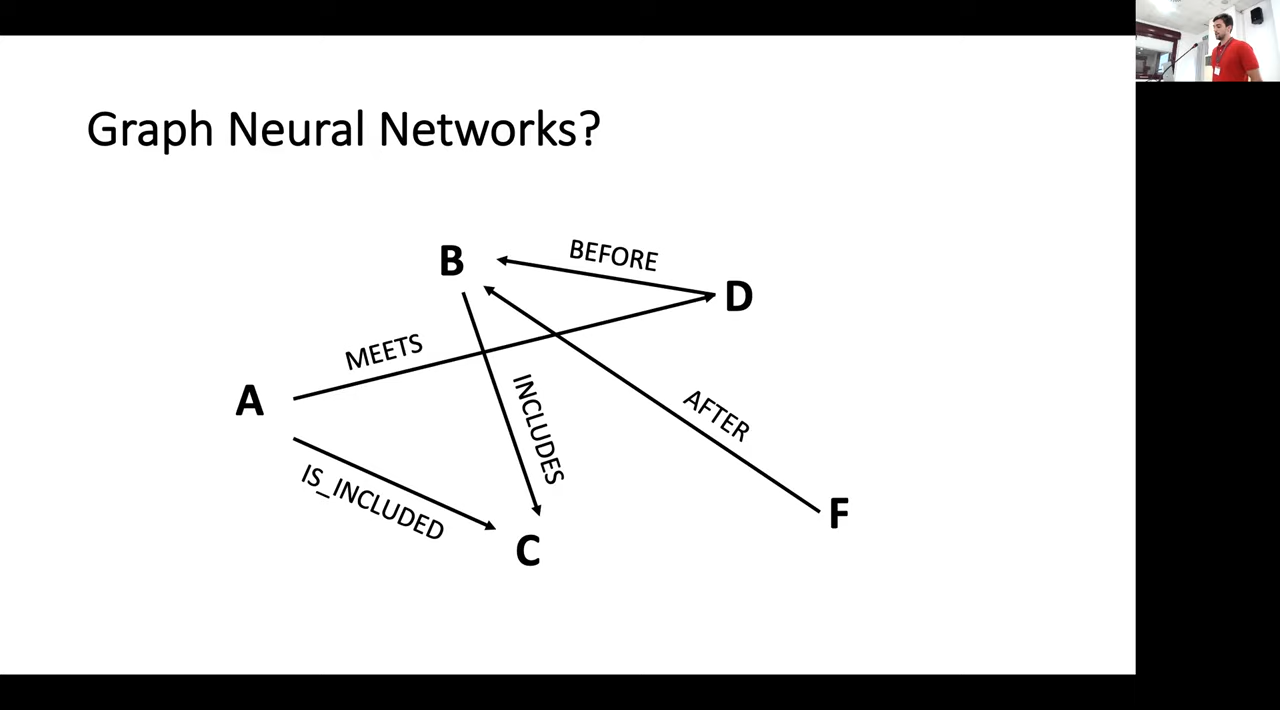 Graph Neural Networks?
B
BEFORE
D
MEETS
A
INCLUDES
AFTER
IS_INCLUDED
F
C